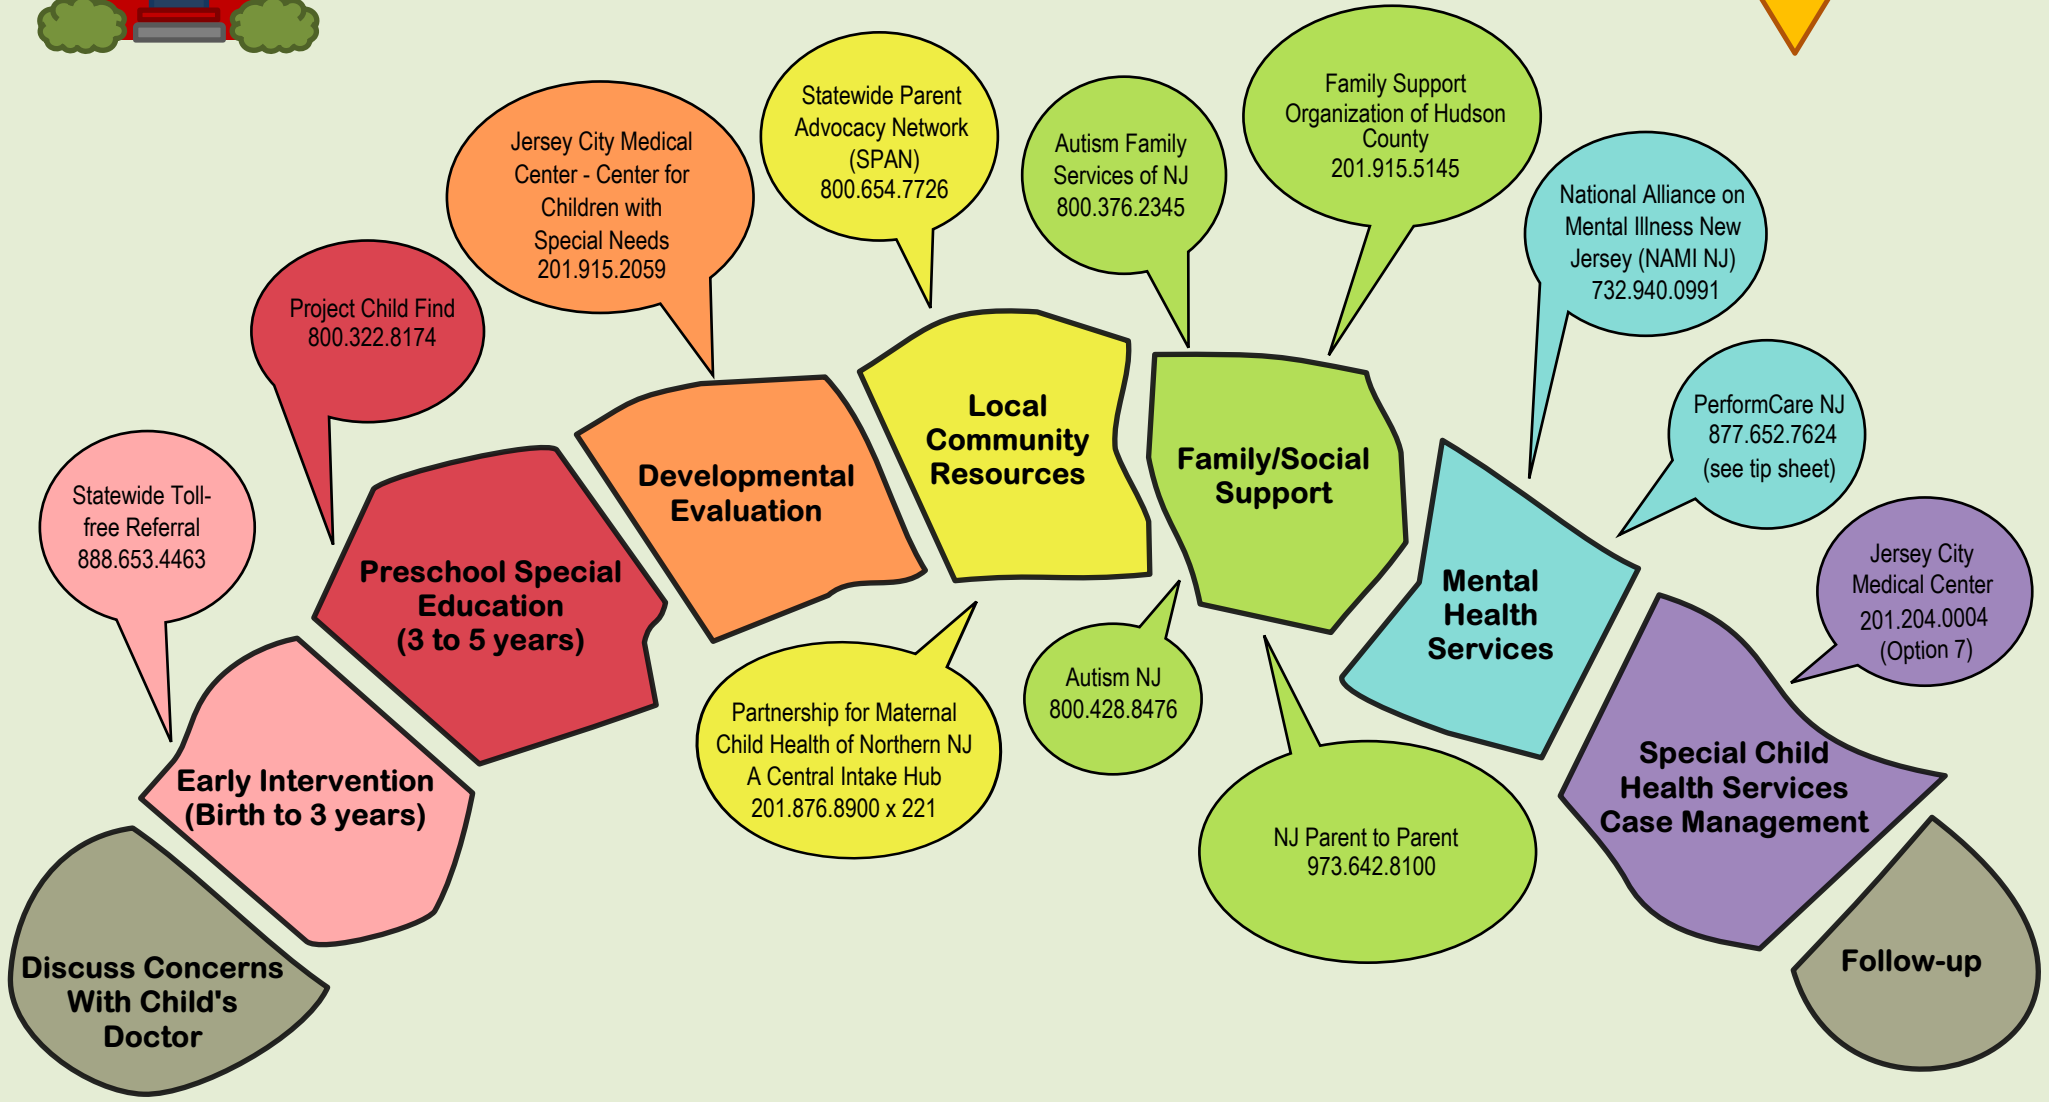 Statewide Toll-
free Referral
888.653.4463
Project Child Find
800.322.8174
Jersey City Medical
Center - Center for
Children with
Special Needs
201.915.2059
Statewide Parent
Advocacy Network
(SPAN)
800.654.7726
Autism Family
Services of NJ
800.376.2345
Family Support
Organization of Hudson
County
201.915.5145
National Alliance on
Mental Illness New
Jersey (NAMI NJ)
732.940.0991
PerformCare NJ
877.652.7624
(see tip sheet)
Jersey City
Medical Center
201.204.0004
(Option 7)
Discuss Concerns
With Child's
Doctor
Early Intervention
(Birth to 3 years)
Preschool Special
Education
(3 to 5 years)
Developmental
Evaluation
Local
Community
Resources
Family/Social
Support
Mental
Health
Services
Special Child
Health Services
Case Management
Follow-up
Partnership for Maternal
Child Health of Northern NJ
A Central Intake Hub
201.876.8900 x 221
Autism NJ
800.428.8476
NJ Parent to Parent
973.642.8100